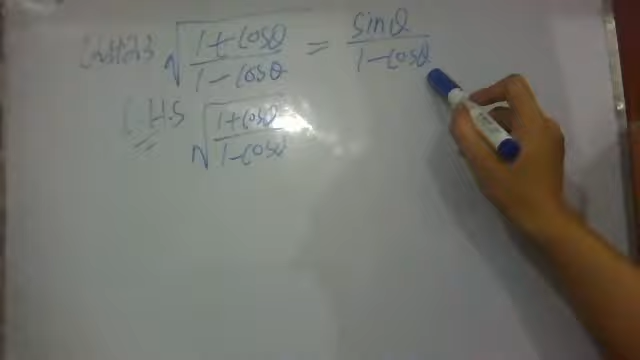 √(1+cosθ / 1-cosθ) = sinθ / 1-cosθ
√(1+cosθ / 1-cosθ)